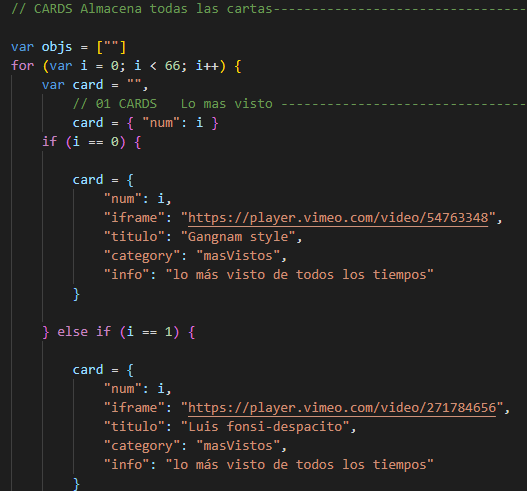 // CARDS Almacena todas las cartas---------------------------------
var objs = [""]
for (var i = 0; i < 66; i++) {
var card = "",
// 01 CARDS   Lo mas visto --------------------------------
card = { "num": i }
if (i == 0) {
card = {
"num": i,
"iframe": "https://player.vimeo.com/video/54763348",
"titulo": "Gangnam style",
"category": "masVistos",
"info": "lo más visto de todos los tiempos"
}
} else if (i == 1) {
card = {
"num": i,
"iframe": "https://player.vimeo.com/video/271784656",
"titulo": "Luis fonsi-despacito",
"category": "masVistos",
"info": "lo más visto de todos los tiempos"
}